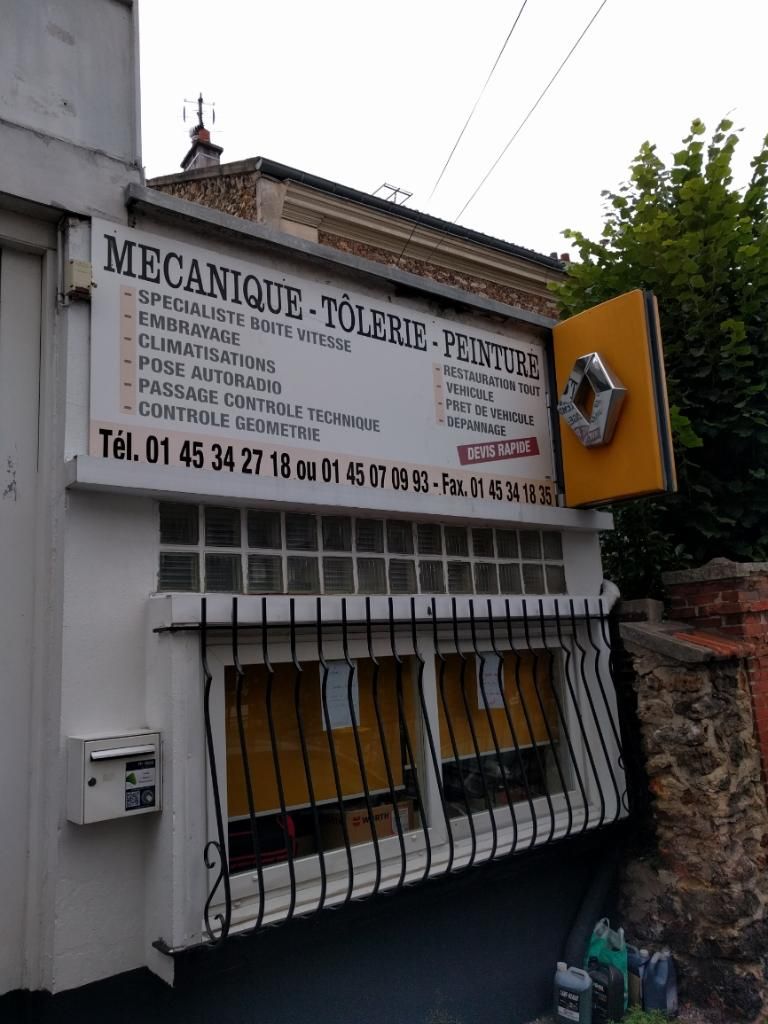 MECANIQUE - TÔLERIE - PEINTURE
- SPECIALISTE BOITE VITESSE
- EMBRAYAGE
- CLIMATISATIONS
- POSE AUTORADIO
- PASSAGE CONTROLE TECHNIQUE
- CONTROLE GEOMETRIE
- RESTAURATION TOUT
VEHICULE
- PRET DE VEHICULE
- DEPANNAGE
DEVIS RAPIDE
Tél. 01 45 34 27 18 ou 01 45 07 09 93 - Fax. 01 45 34 18 35
WÜRTH